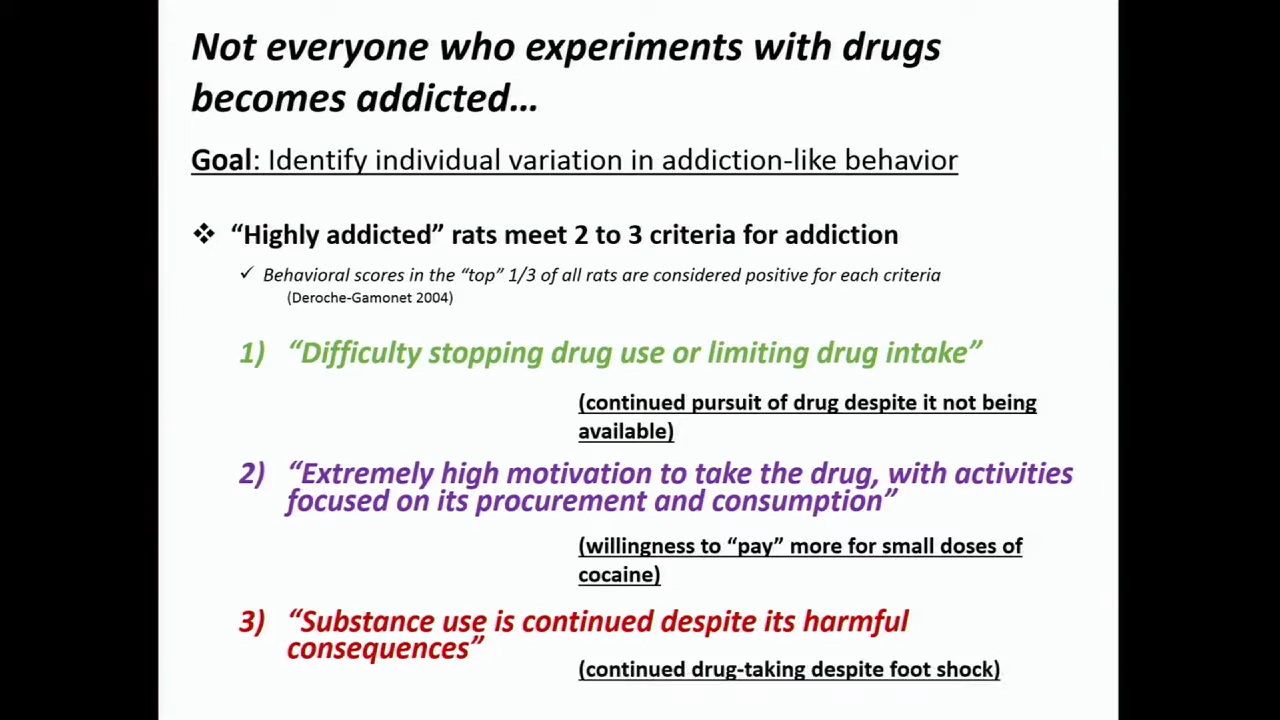 Not everyone who experiments with drugs
becomes addicted…
Goal: Identify individual variation in addiction-like behavior
❖ “Highly addicted” rats meet 2 to 3 criteria for addiction
✓ Behavioral scores in the “top” 1/3 of all rats are considered positive for each criteria
(Deroche-Gamonet 2004)
1) “Difficulty stopping drug use or limiting drug intake”
(continued pursuit of drug despite it not being
available)
2) “Extremely high motivation to take the drug, with activities
focused on its procurement and consumption”
(willingness to “pay” more for small doses of
cocaine)
3) “Substance use is continued despite its harmful
consequences”
(continued drug-taking despite foot shock)